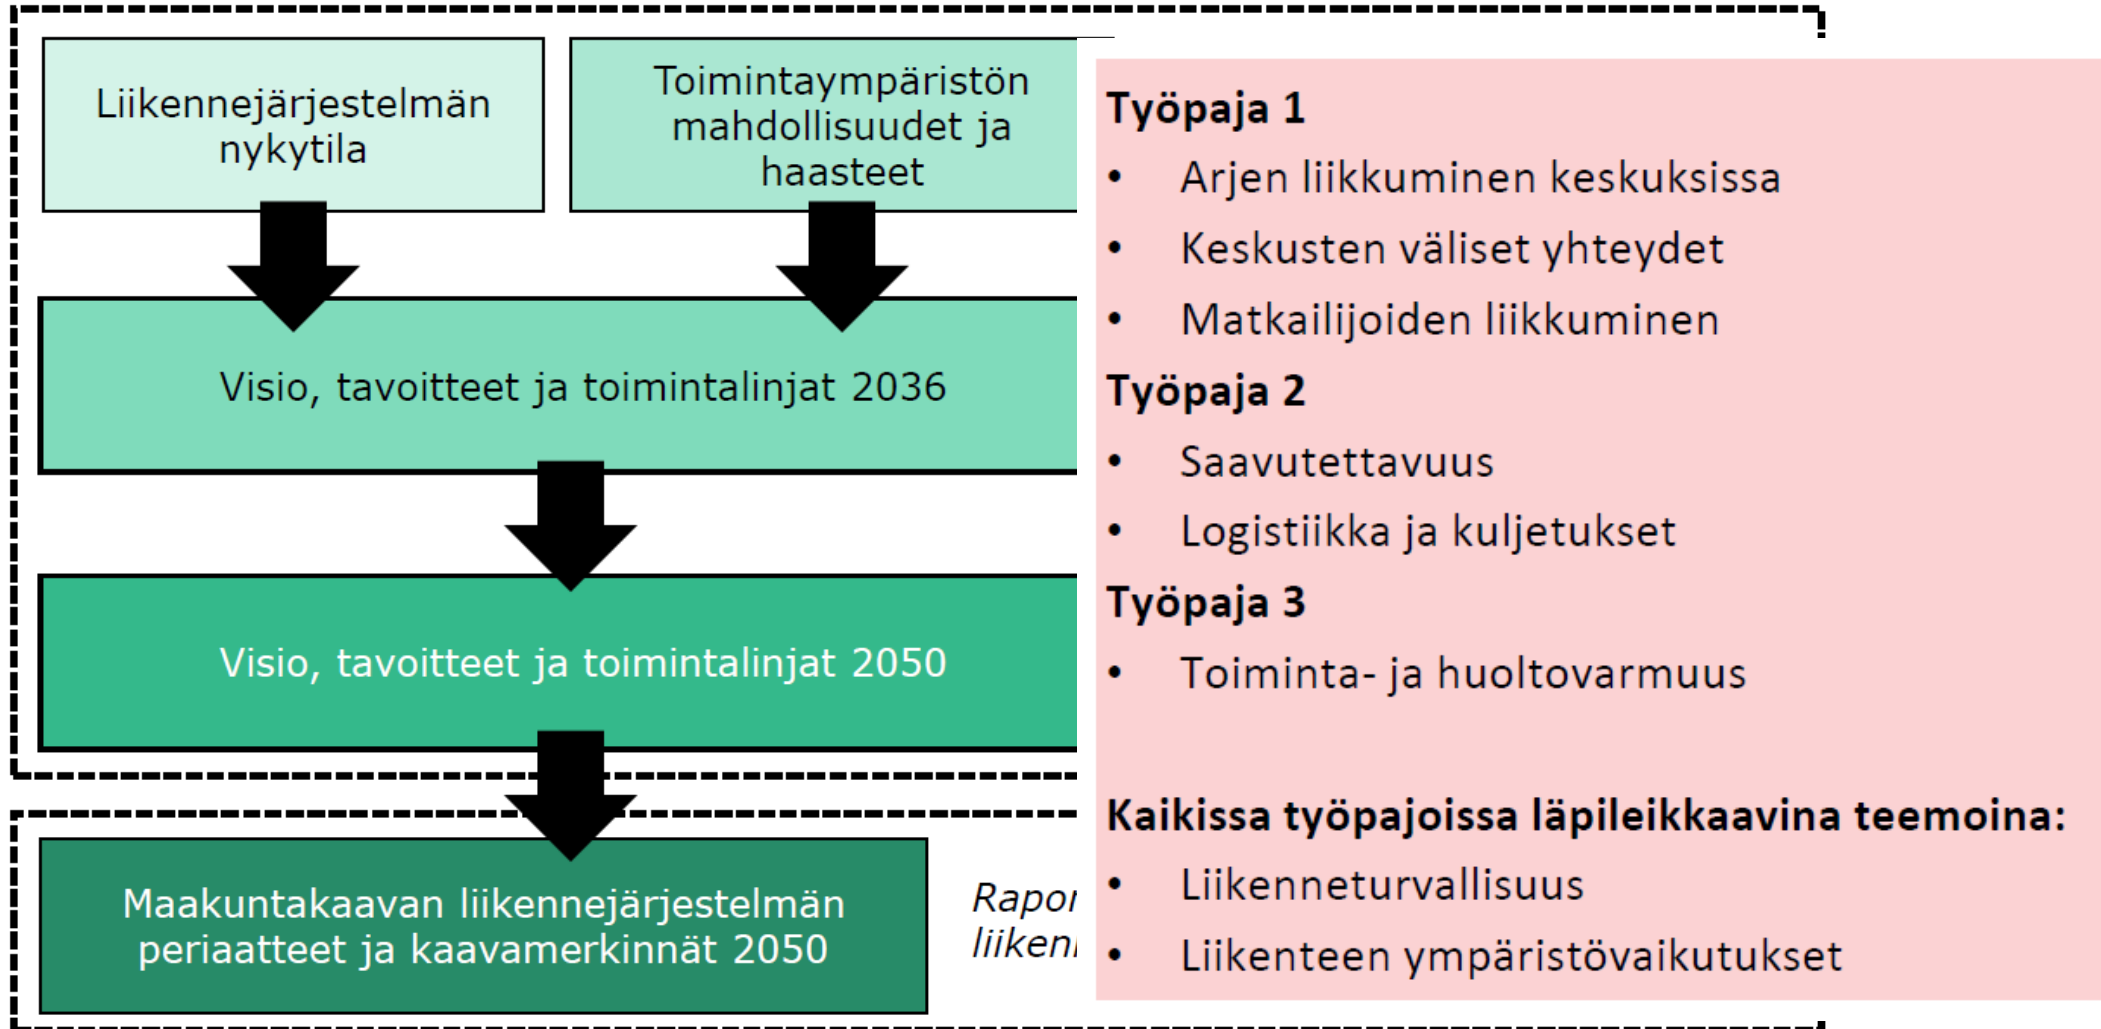 Liikennejärjestelmän
nykytila
Toimintaympäristön
mahdollisuudet ja
haasteet
Visio, tavoitteet ja toimintalinjat 2036
Visio, tavoitteet ja toimintalinjat 2050
Maakuntakaavan liikennejärjestelmän
periaatteet ja kaavamerkinnät 2050
Työpaja 1
• Arjen liikkuminen keskuksissa
• Keskusten väliset yhteydet
• Matkailijoiden liikkuminen
Työpaja 2
• Saavutettavuus
• Logistiikka ja kuljetukset
Työpaja 3
• Toiminta- ja huoltovarmuus
Kaikissa työpajoissa läpileikkaavina teemoina:
• Liikenneturvallisuus
• Liikenteen ympäristövaikutukset